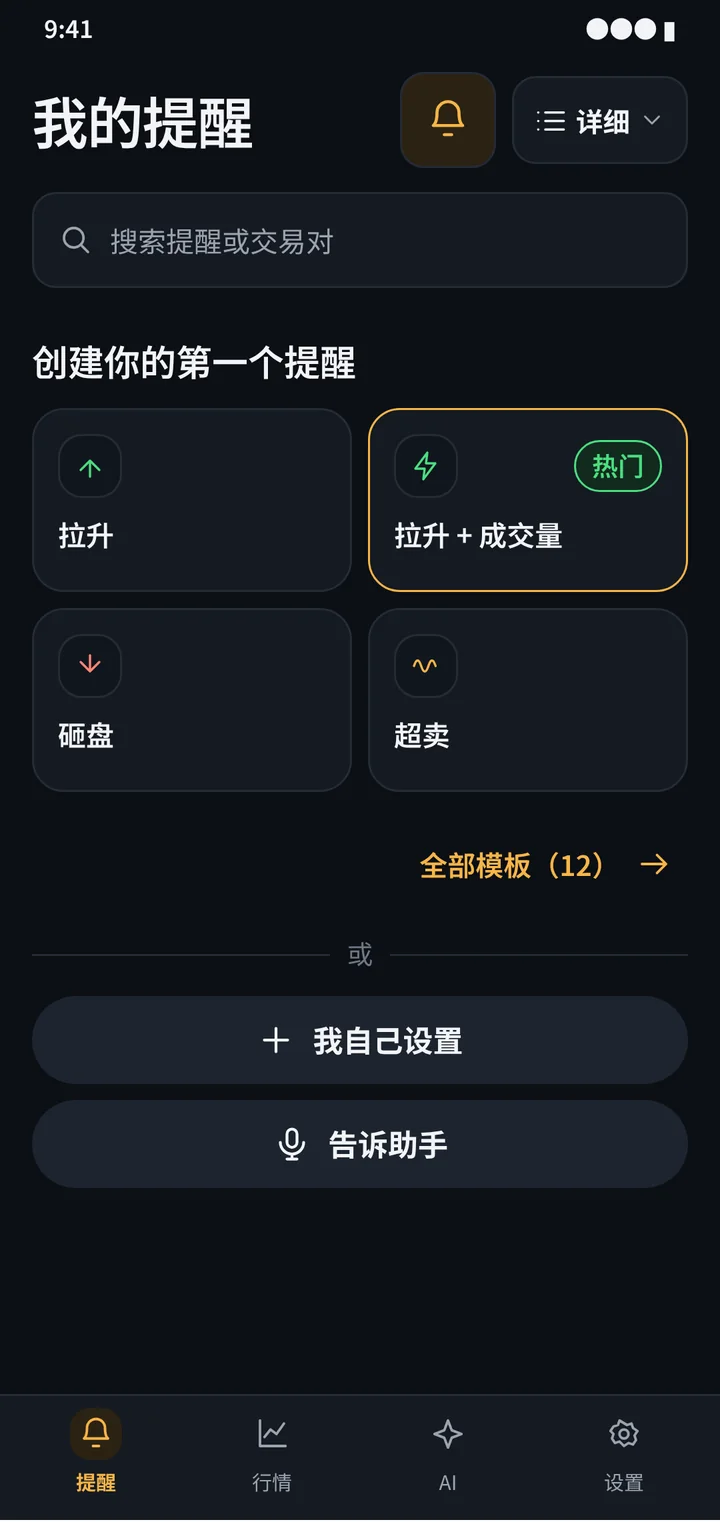 9:41
我的提醒
详细
搜索提醒或交易对
创建你的第一个提醒
拉升
热门
拉升 + 成交量
砸盘
超卖
全部模板（12）
或
我自己设置
告诉助手
提醒
行情
AI
设置